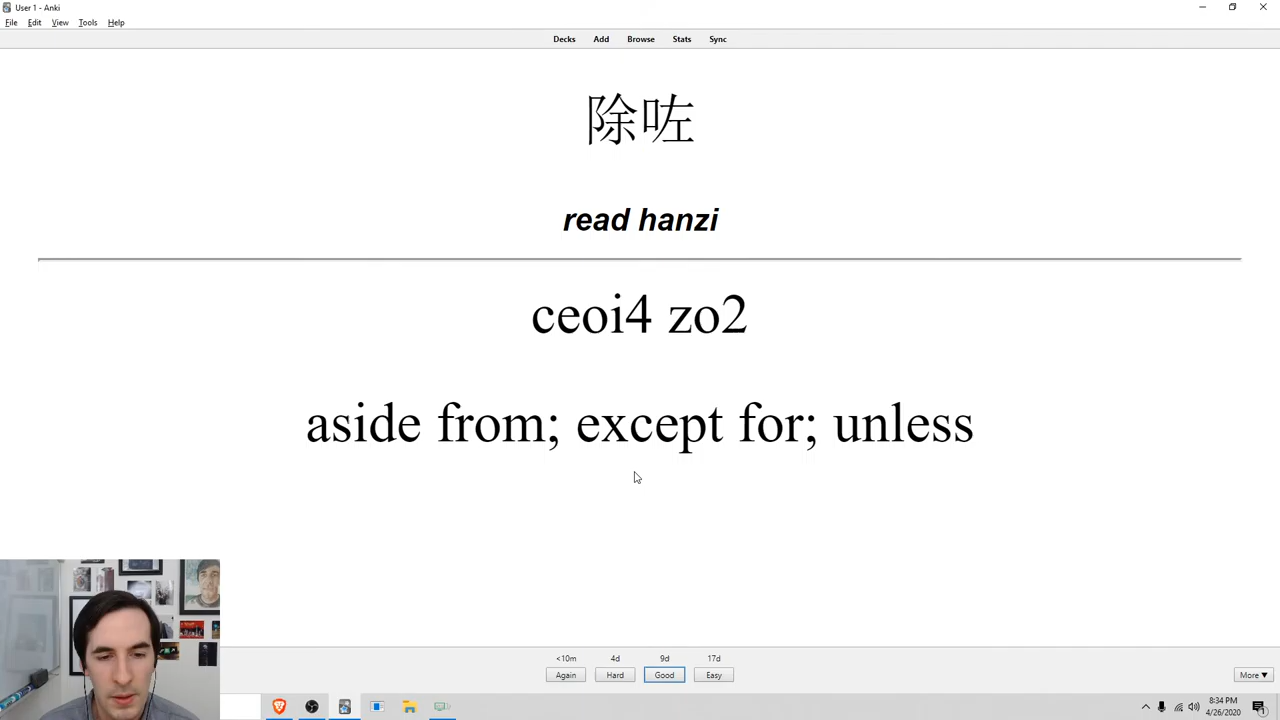 User 1 - Anki
File Edit View Tools Help
Decks Add Browse Stats Sync
除咗
read hanzi
ceoi4 zo2
aside from; except for; unless
<10m 4d 9d 17d
Again Hard Good Easy
More ▼
8:34 PM
4/26/2020
1